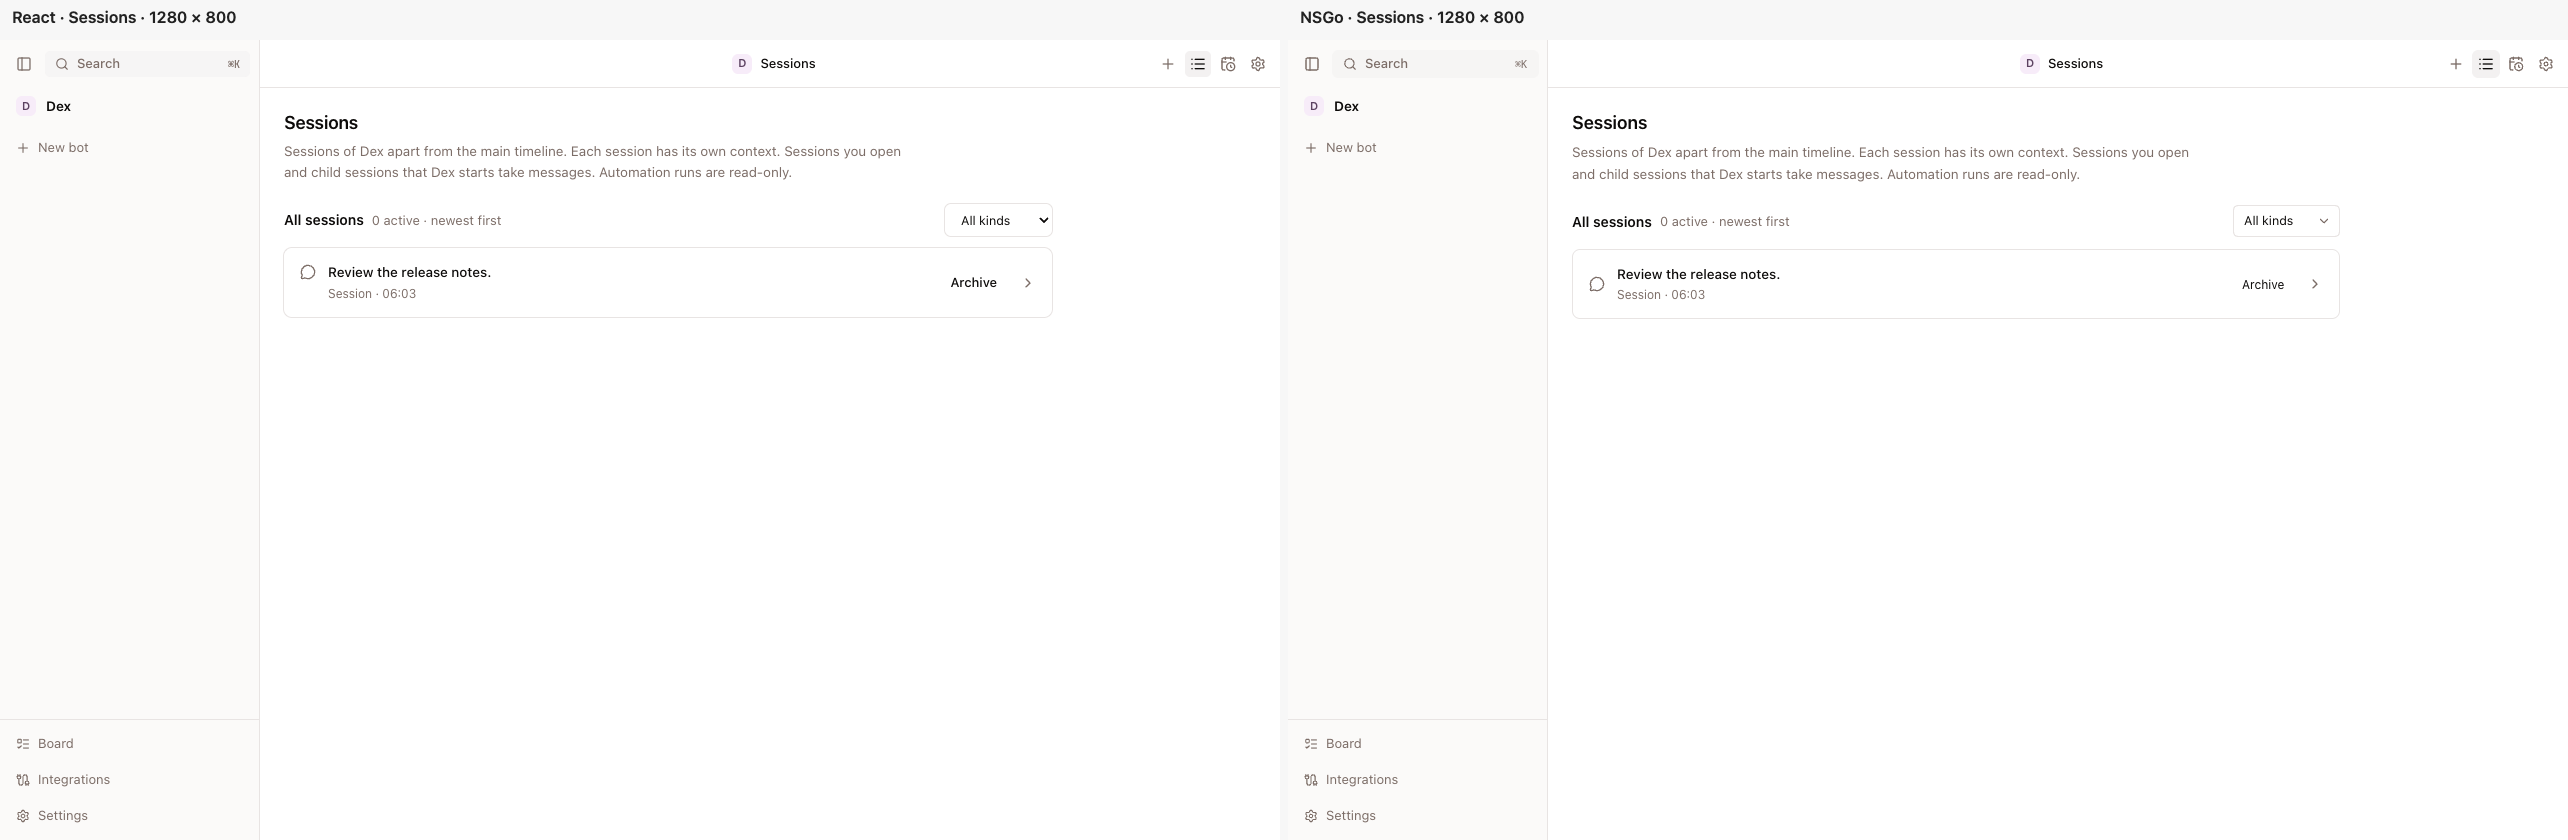 React · Sessions · 1280 × 800
Search ⌘K
D Sessions
D Dex
New bot
Sessions
Sessions of Dex apart from the main timeline. Each session has its own context. Sessions you open
and child sessions that Dex starts take messages. Automation runs are read-only.
All sessions 0 active · newest first
All kinds
Review the release notes.
Session · 06:03
Archive
Board
Integrations
Settings
NSGo · Sessions · 1280 × 800
Search ⌘K
D Sessions
D Dex
New bot
Sessions
Sessions of Dex apart from the main timeline. Each session has its own context. Sessions you open
and child sessions that Dex starts take messages. Automation runs are read-only.
All sessions 0 active · newest first
All kinds
Review the release notes.
Session · 06:03
Archive
Board
Integrations
Settings